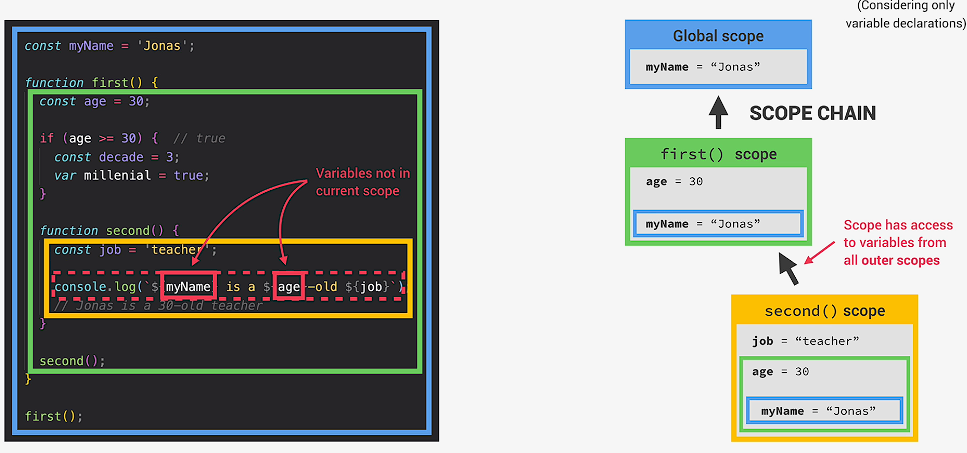 (Considering only
variable declarations)
const myName = 'Jonas';
function first() {
const age = 30;
if (age >= 30) { // true
const decade = 3;
var millenial = true;
}
Variables not in
current scope
function second() {
const job = 'teacher';
console.log(`${myName} is a ${age}-old ${job}`)
// Jonas is a 30-old teacher
}
second();
}
first();
Global scope
myName = “Jonas”
SCOPE CHAIN
first() scope
age = 30
myName = “Jonas”
Scope has access
to variables from
all outer scopes
second() scope
job = “teacher”
age = 30
myName = “Jonas”